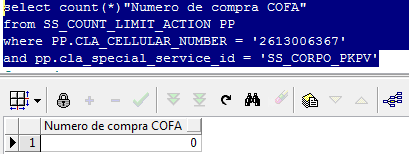 select count(*)"Numero de compra COFA"
from SS_COUNT_LIMIT_ACTION PP
where PP.CLA_CELLULAR_NUMBER = '2613006367'
and pp.cla_special_service_id = 'SS_CORPO_PKPV'
Numero de compra COFA
1 0